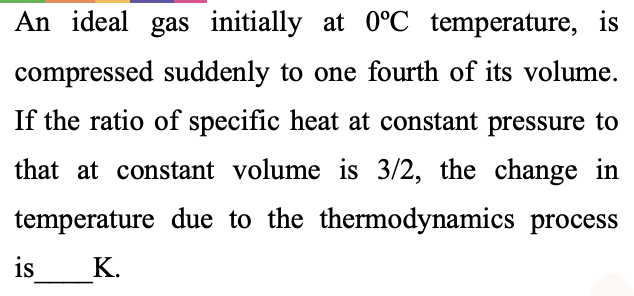 An ideal gas initially at 0ºC temperature, is
compressed suddenly to one fourth of its volume.
If the ratio of specific heat at constant pressure to
that at constant volume is 3/2, the change in
temperature due to the thermodynamics process
is____K.